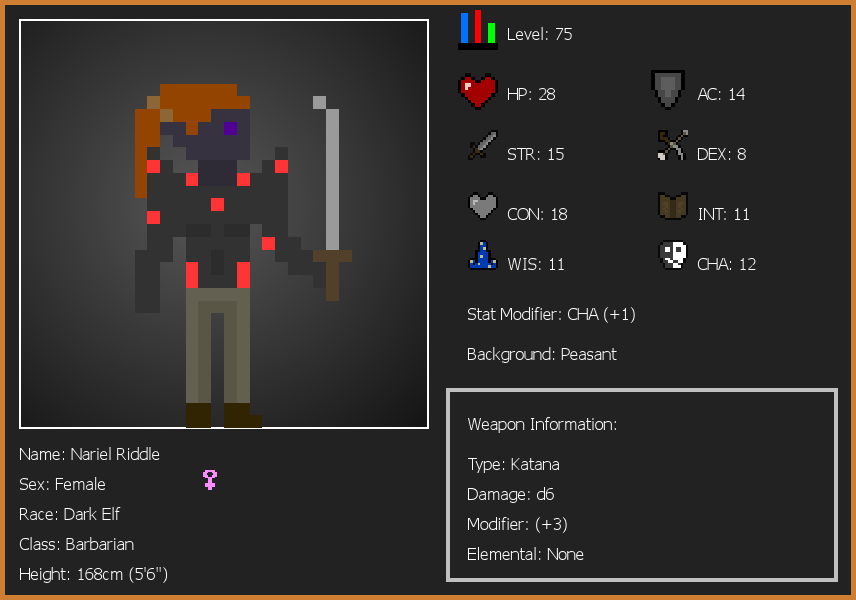 Level: 75
HP: 28
AC: 14
STR: 15
DEX: 8
CON: 18
INT: 11
WIS: 11
CHA: 12
Stat Modifier: CHA (+1)
Background: Peasant
Weapon Information:
Type: Katana
Damage: d6
Modifier: (+3)
Elemental: None
Name: Nariel Riddle
Sex: Female
Race: Dark Elf
Class: Barbarian
Height: 168cm (5'6")